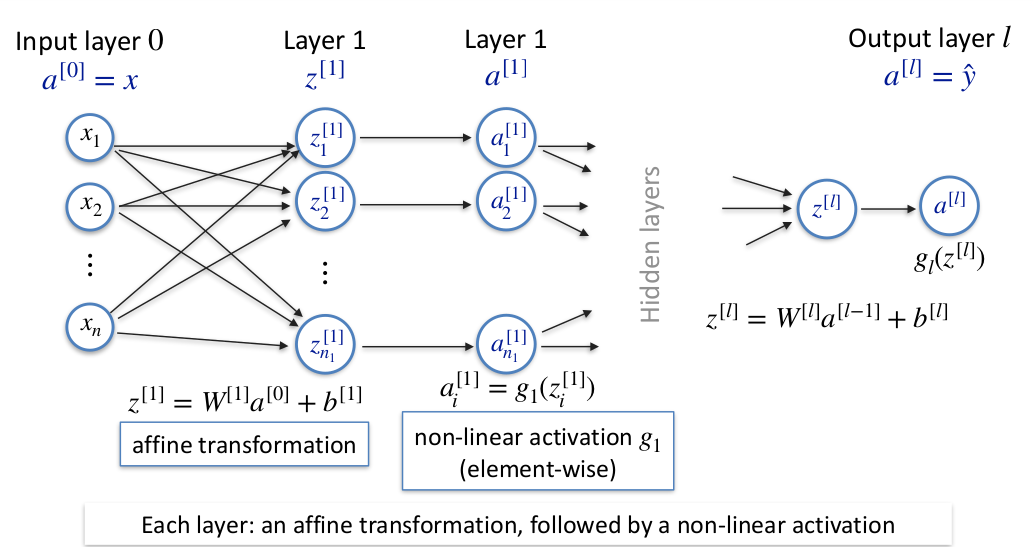 Input layer 0
Layer 1
Layer 1
Output layer l
a^[0] = x
z^[1]
a^[1]
a^[l] = ŷ
x_1
z_1^[1]
a_1^[1]
x_2
z_2^[1]
a_2^[1]
Hidden layers
z^[l]
a^[l]
g_l(z^[l])
⋮
⋮
x_n
z_{n_1}^[1]
a_{n_1}^[1]
z^[l] = W^[l]a^[l−1] + b^[l]
z^[1] = W^[1]a^[0] + b^[1]
a_i^[1] = g_1(z_i^[1])
affine transformation
non-linear activation g_1
(element-wise)
Each layer: an affine transformation, followed by a non-linear activation